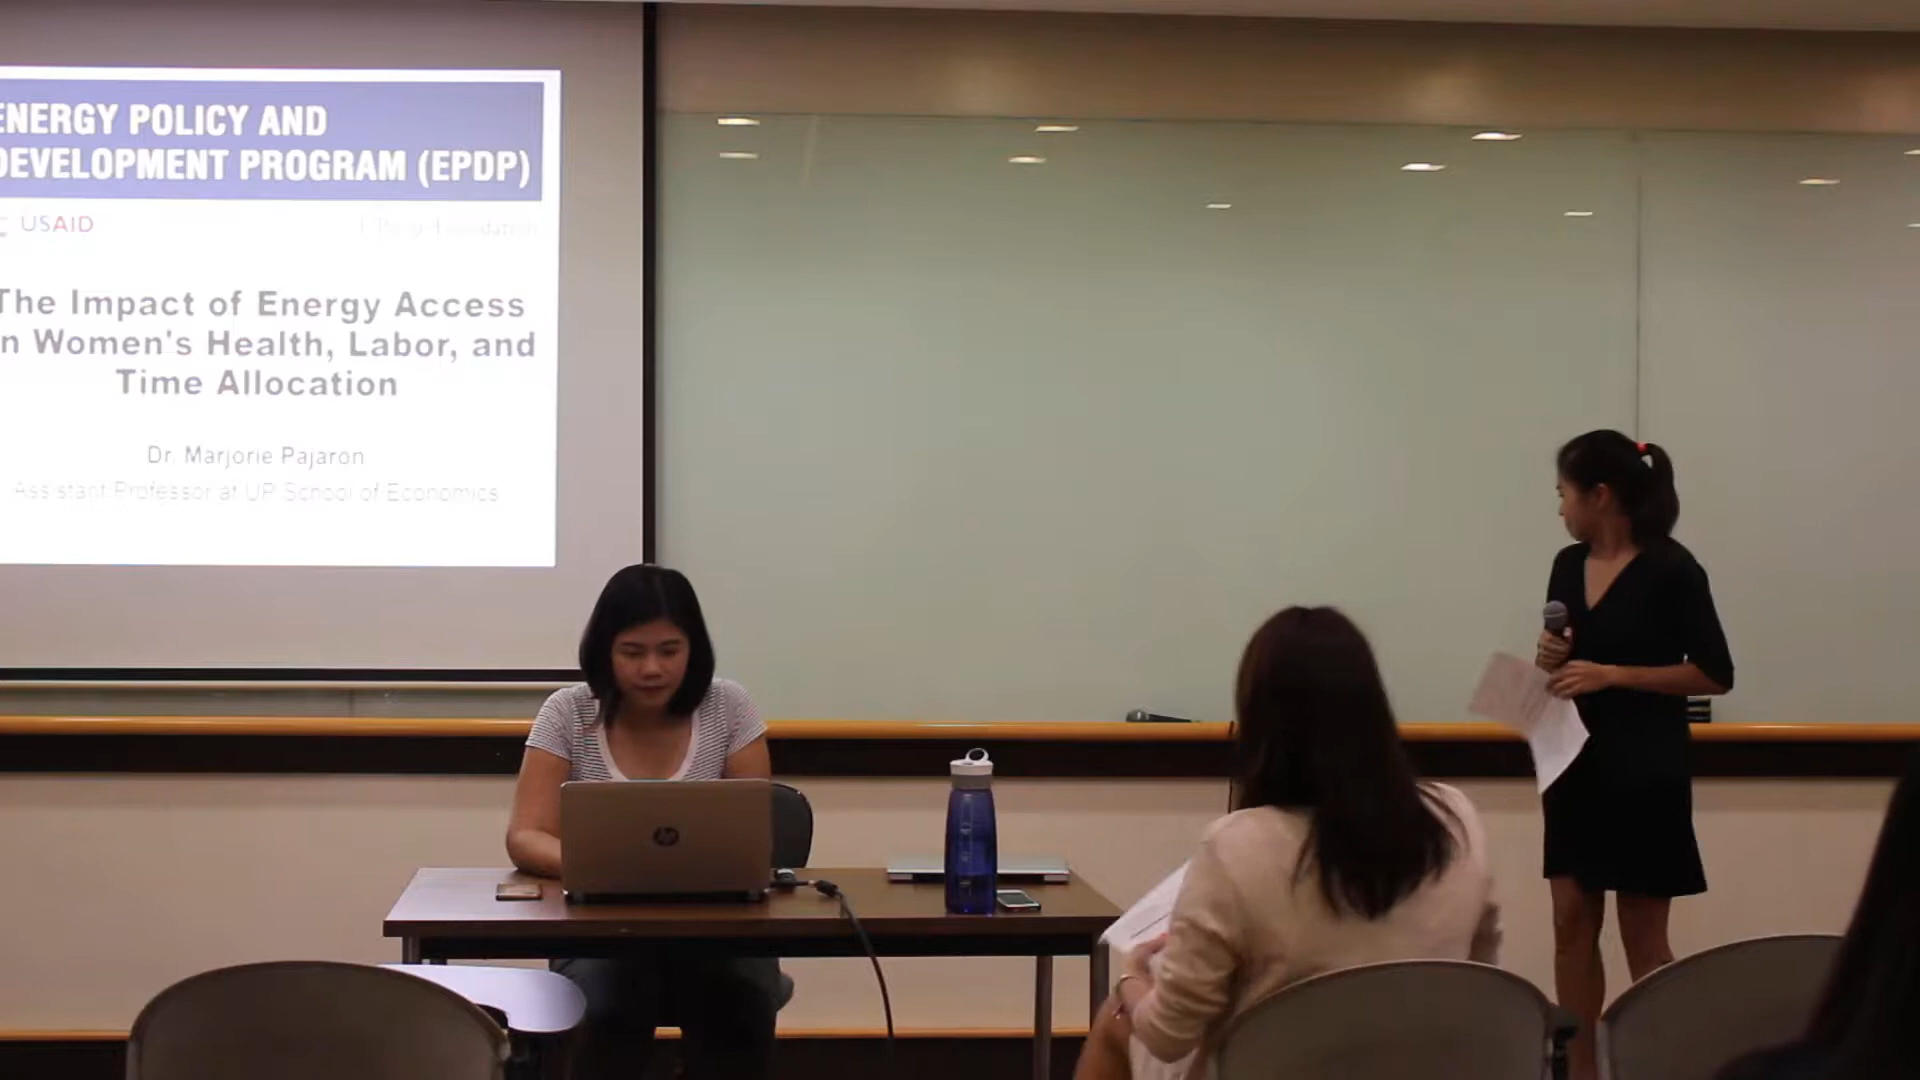 ENERGY POLICY AND
DEVELOPMENT PROGRAM (EPDP)
USAID
The Impact of Energy Access
n Women's Health, Labor, and
Time Allocation
Dr. Marjorie Pajaron
Assistant Professor at UP School of Economics
hp